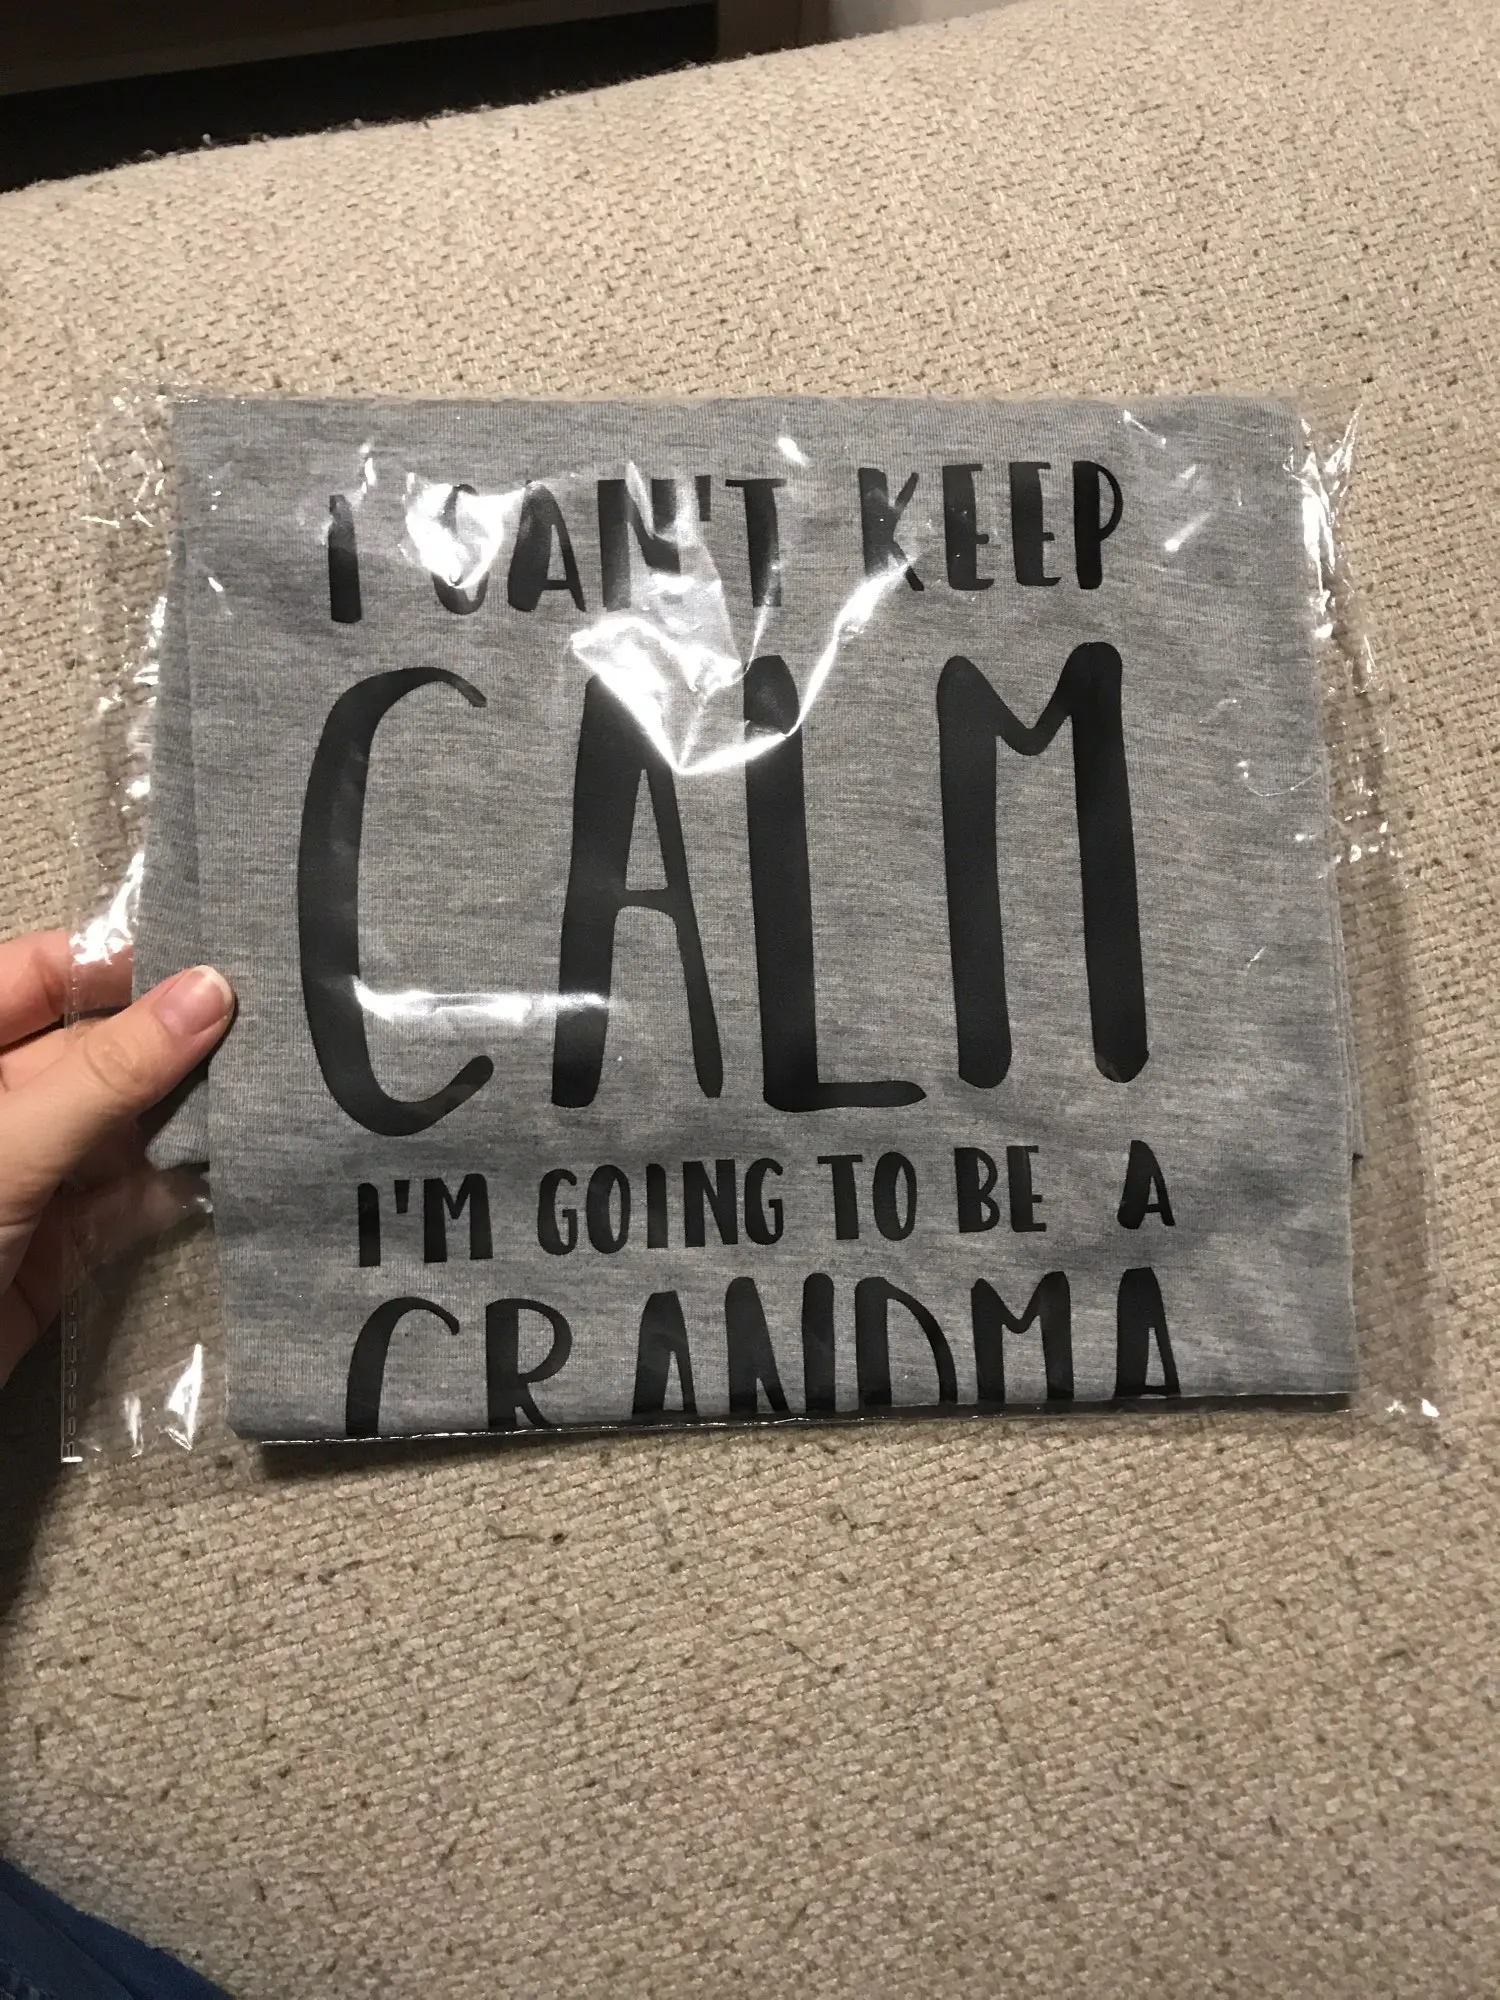 I CAN'T KEEP
CALM
I'M GOING TO BE A
GRANDMA